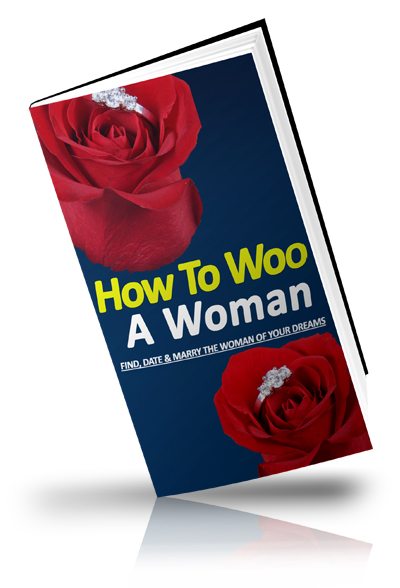 How To Woo
A Woman
FIND, DATE & MARRY THE WOMAN OF YOUR DREAMS